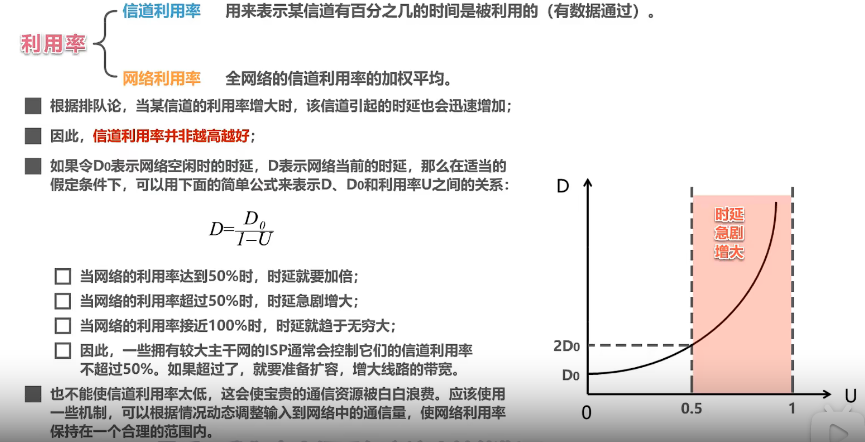 信道利用率 用来表示某信道有百分之几的时间是被利用的（有数据通过）。
利用率
网络利用率 全网络的信道利用率的加权平均。
根据排队论，当某信道的利用率增大时，该信道引起的时延也会迅速增加；
因此，信道利用率并非越高越好；
如果令D0表示网络空闲时的时延，D表示网络当前的时延，那么在适当的
假定条件下，可以用下面的简单公式来表示D、D0和利用率U之间的关系：
D=D0/(1-U)
当网络的利用率达到50%时，时延就要加倍；
当网络的利用率超过50%时，时延急剧增大；
当网络的利用率接近100%时，时延就趋于无穷大；
因此，一些拥有较大主干网的ISP通常会控制它们的信道利用率
不超过50%。如果超过了，就要准备扩容，增大线路的带宽。
也不能使信道利用率太低，这会使宝贵的通信资源被白白浪费。应该使用
一些机制，可以根据情况动态调整输入到网络中的通信量，使网络利用率
保持在一个合理的范围内。
D
时延
急剧
增大
2D0
D0
0
0.5
1
U